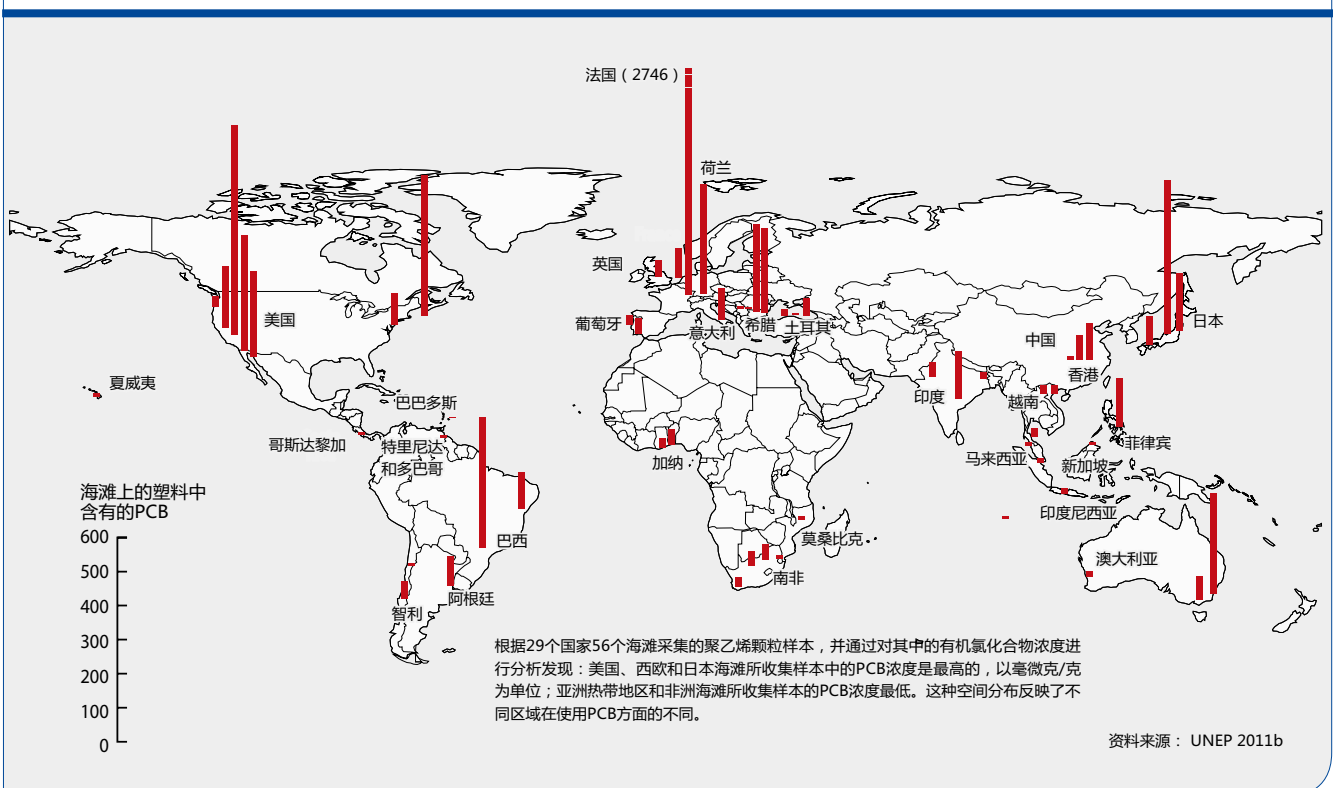 法国（2746）
荷兰
英国
美国
葡萄牙
意大利
希腊
土耳其
中国
日本
香港
夏威夷
巴巴多斯
印度
越南
哥斯达黎加
特里尼达
和多巴哥
加纳
马来西亚
新加坡
菲律宾
海滩上的塑料中
含有的PCB
印度尼西亚
巴西
莫桑比克
澳大利亚
南非
智利
阿根廷
600
500
400
300
200
100
0
根据29个国家56个海滩采集的聚乙烯颗粒样本，并通过对其中的有机氯化合物浓度进
行分析发现：美国、西欧和日本海滩所收集样本中的PCB浓度是最高的，以毫微克/克
为单位；亚洲热带地区和非洲海滩所收集样本的PCB浓度最低。这种空间分布反映了不
同区域在使用PCB方面的不同。
资料来源： UNEP 2011b